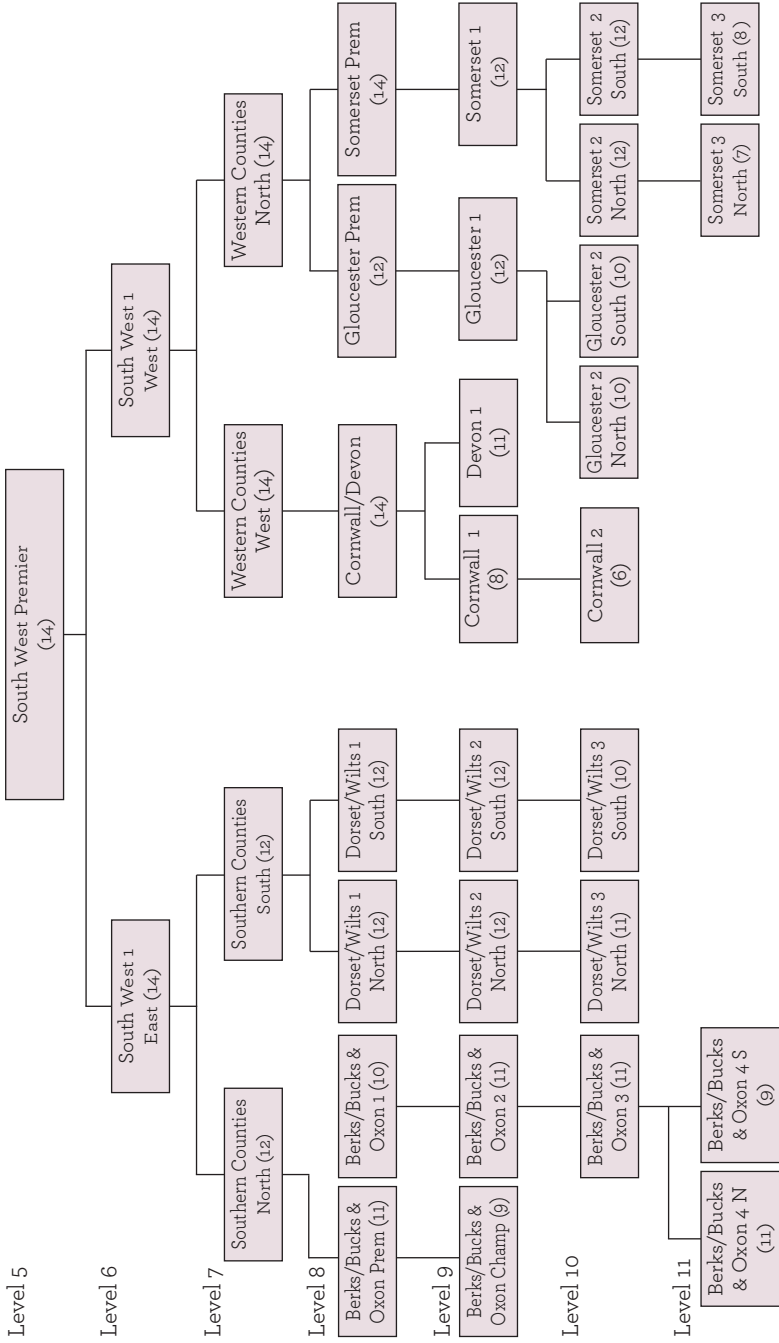 Level 5
South West Premier
(14)
Level 6
South West 1
East (14)
South West 1
West (14)
Level 7
Southern Counties
North (12)
Southern Counties
South (12)
Western Counties
West (14)
Western Counties
North (14)
Level 8
Berks/Bucks &
Oxon Prem (11)
Berks/Bucks &
Oxon 1 (10)
Dorset/Wilts 1
North (12)
Dorset/Wilts 1
South (12)
Cornwall/Devon
(14)
Gloucester Prem
(12)
Somerset Prem
(14)
Level 9
Berks/Bucks &
Oxon Champ (9)
Berks/Bucks &
Oxon 2 (11)
Dorset/Wilts 2
North (12)
Dorset/Wilts 2
South (12)
Cornwall 1
(8)
Devon 1
(11)
Gloucester 1
(12)
Somerset 1
(12)
Level 10
Berks/Bucks &
Oxon 3 (11)
Dorset/Wilts 3
North (11)
Dorset/Wilts 3
South (10)
Cornwall 2
(6)
Gloucester 2
North (10)
Gloucester 2
South (10)
Somerset 2
North (12)
Somerset 2
South (12)
Level 11
Berks/Bucks
& Oxon 4 N
(11)
Berks/Bucks
& Oxon 4 S
(9)
Somerset 3
North (7)
Somerset 3
South (8)